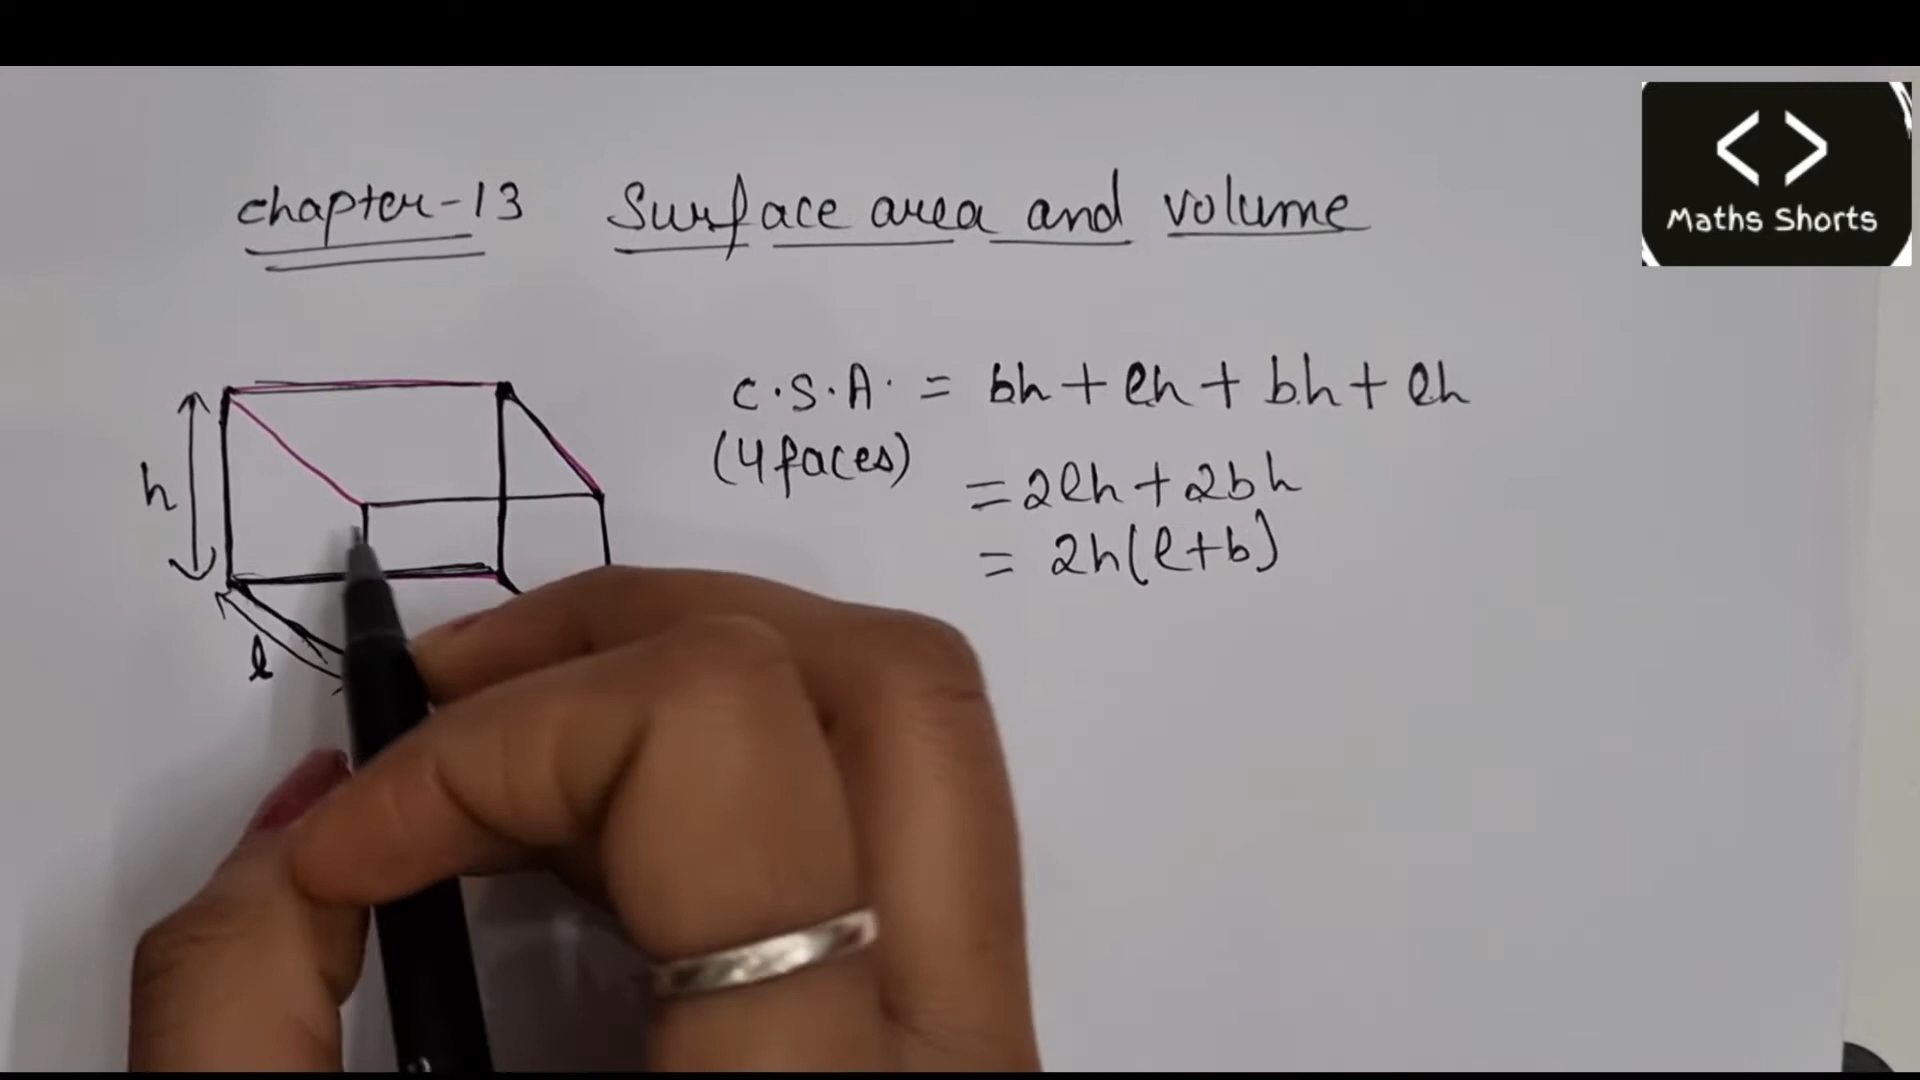 chapter-13 Surface area and volume
<> 
Maths Shorts
h
l
C.S.A. = bh + lh + bh + lh
(4 faces)
= 2lh + 2bh
= 2h(l+b)